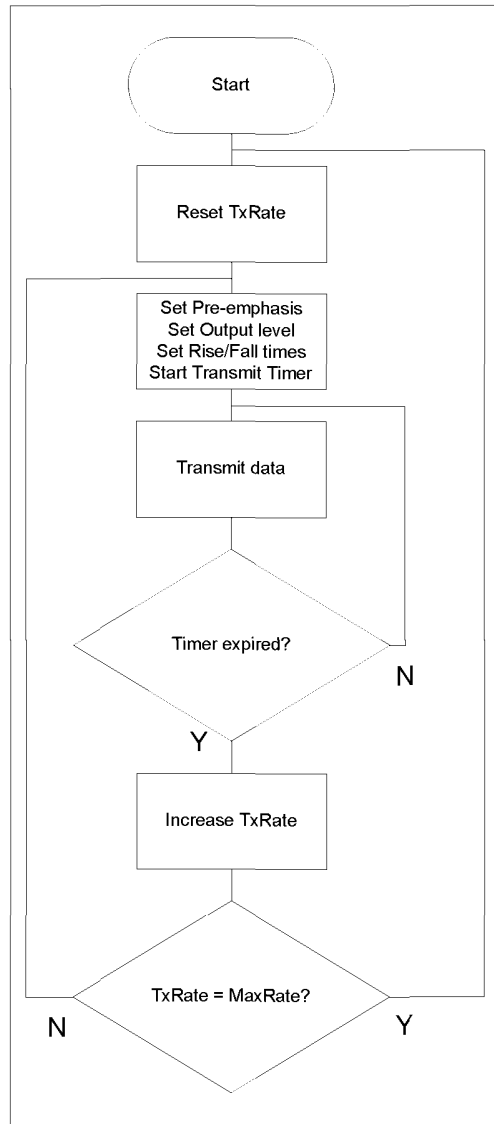 Start
Reset TxRate
Set Pre-emphasis
Set Output level
Set Rise/Fall times
Start Transmit Timer
Transmit data
Timer expired?
N
Y
Increase TxRate
TxRate = MaxRate?
N
Y